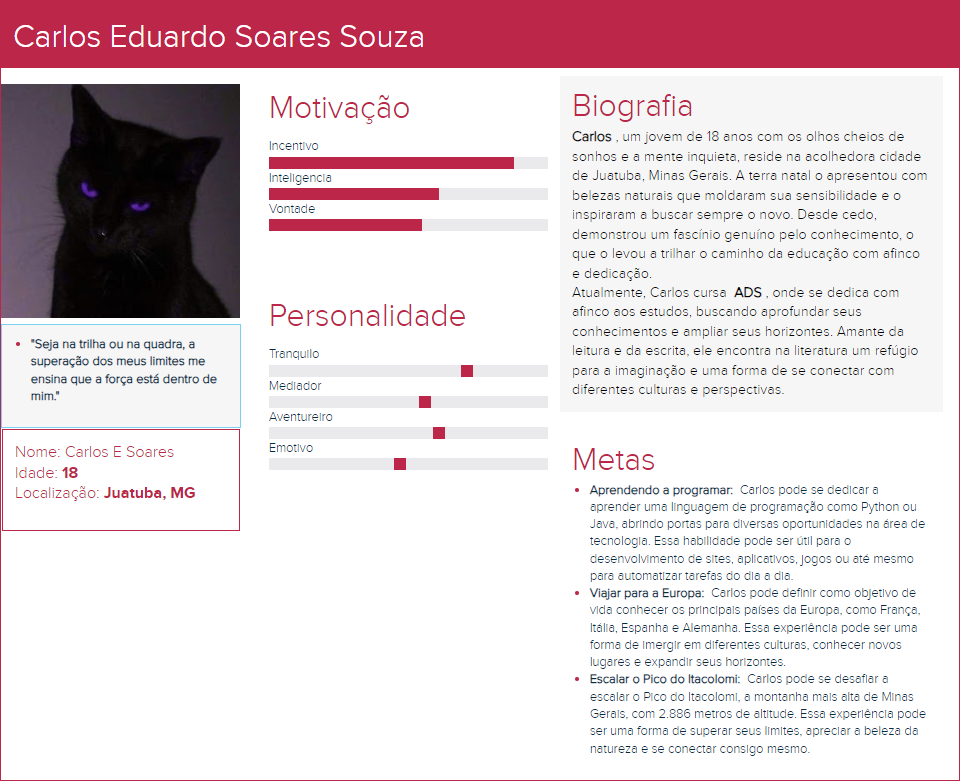 Carlos Eduardo Soares Souza
"Seja na trilha ou na quadra, a
superação dos meus limites me
ensina que a força está dentro de
mim."
Nome: Carlos E Soares
Idade: 18
Localização: Juatuba, MG
Motivação
Incentivo
Inteligencia
Vontade
Personalidade
Tranquilo
Mediador
Aventureiro
Emotivo
Biografia
Carlos , um jovem de 18 anos com os olhos cheios de
sonhos e a mente inquieta, reside na acolhedora cidade
de Juatuba, Minas Gerais. A terra natal o apresentou com
belezas naturais que moldaram sua sensibilidade e o
inspiraram a buscar sempre o novo. Desde cedo,
demonstrou um fascínio genuíno pelo conhecimento, o
que o levou a trilhar o caminho da educação com afinco
e dedicação.
Atualmente, Carlos cursa ADS , onde se dedica com
afinco aos estudos, buscando aprofundar seus
conhecimentos e ampliar seus horizontes. Amante da
leitura e da escrita, ele encontra na literatura um refúgio
para a imaginação e uma forma de se conectar com
diferentes culturas e perspectivas.
Metas
Aprendendo a programar: Carlos pode se dedicar a
aprender uma linguagem de programação como Python ou
Java, abrindo portas para diversas oportunidades na área de
tecnologia. Essa habilidade pode ser útil para o
desenvolvimento de sites, aplicativos, jogos ou até mesmo
para automatizar tarefas do dia a dia.
Viajar para a Europa: Carlos pode definir como objetivo de
vida conhecer os principais países da Europa, como França,
Itália, Espanha e Alemanha. Essa experiência pode ser uma
forma de imergir em diferentes culturas, conhecer novos
lugares e expandir seus horizontes.
Escalar o Pico do Itacolomi: Carlos pode se desafiar a
escalar o Pico do Itacolomi, a montanha mais alta de Minas
Gerais, com 2.886 metros de altitude. Essa experiência pode
ser uma forma de superar seus limites, apreciar a beleza da
natureza e se conectar consigo mesmo.